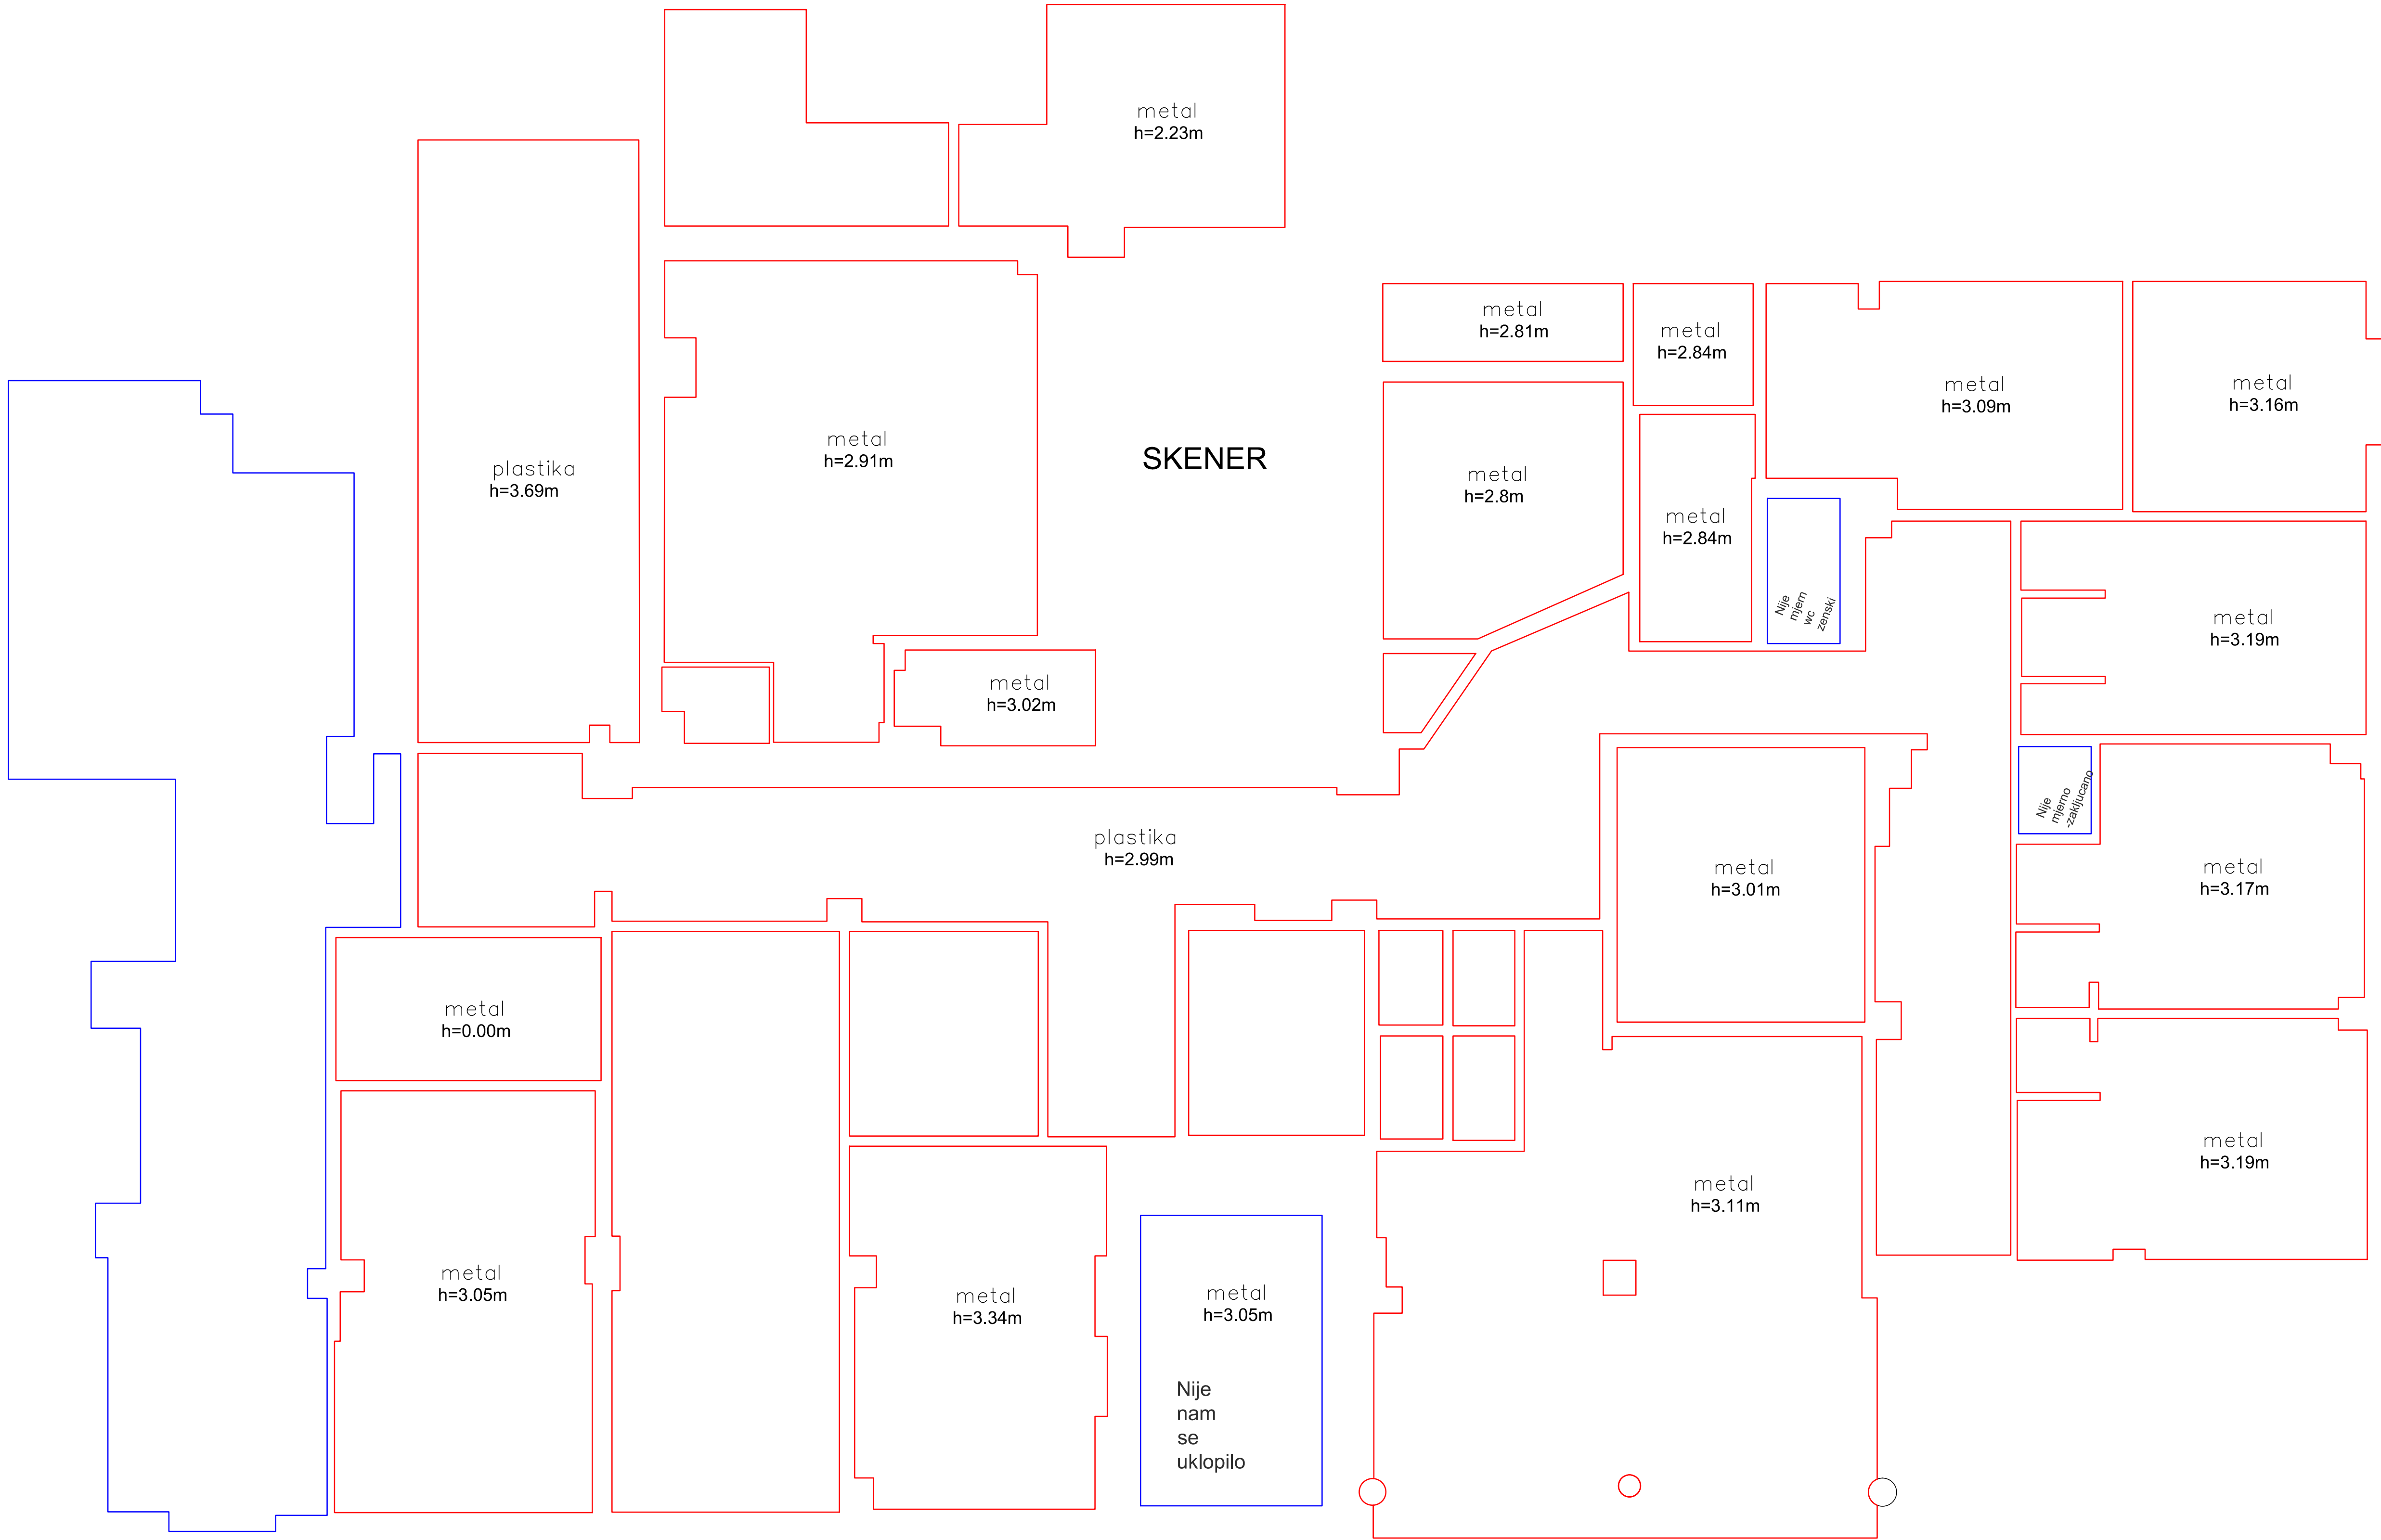 metal
h=2.23m
metal
h=2.81m
metal
h=2.84m
metal
h=3.09m
metal
h=3.16m
metal
h=2.91m
SKENER
plastika
h=3.69m
metal
h=2.8m
metal
h=2.84m
Nije
mjern
wc
zenski
metal
h=3.19m
metal
h=3.02m
Nije
mjerno
-zakljucano
plastika
h=2.99m
metal
h=3.01m
metal
h=3.17m
metal
h=0.00m
metal
h=3.19m
metal
h=3.11m
metal
h=3.05m
metal
h=3.34m
metal
h=3.05m
Nije
nam
se
uklopilo